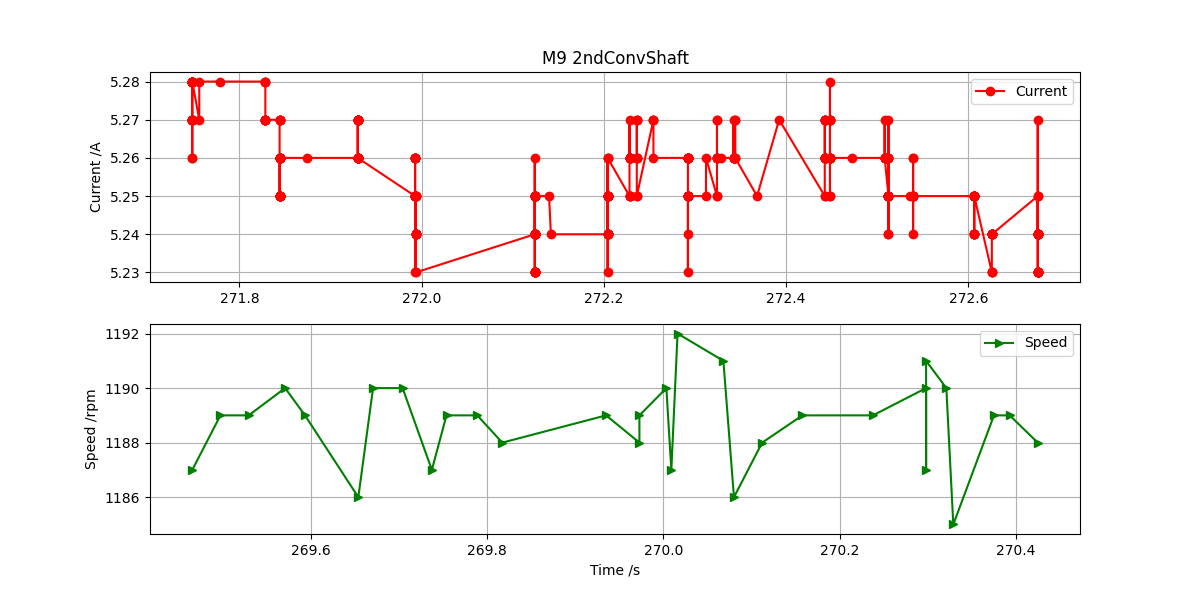 M9 2ndConvShaft
5.28
5.27
5.26
5.25
5.24
5.23
Current /A
Current
271.8 272.0 272.2 272.4 272.6
1192
1190
1188
1186
Speed /rpm
Speed
269.6 269.8 270.0 270.2 270.4
Time /s